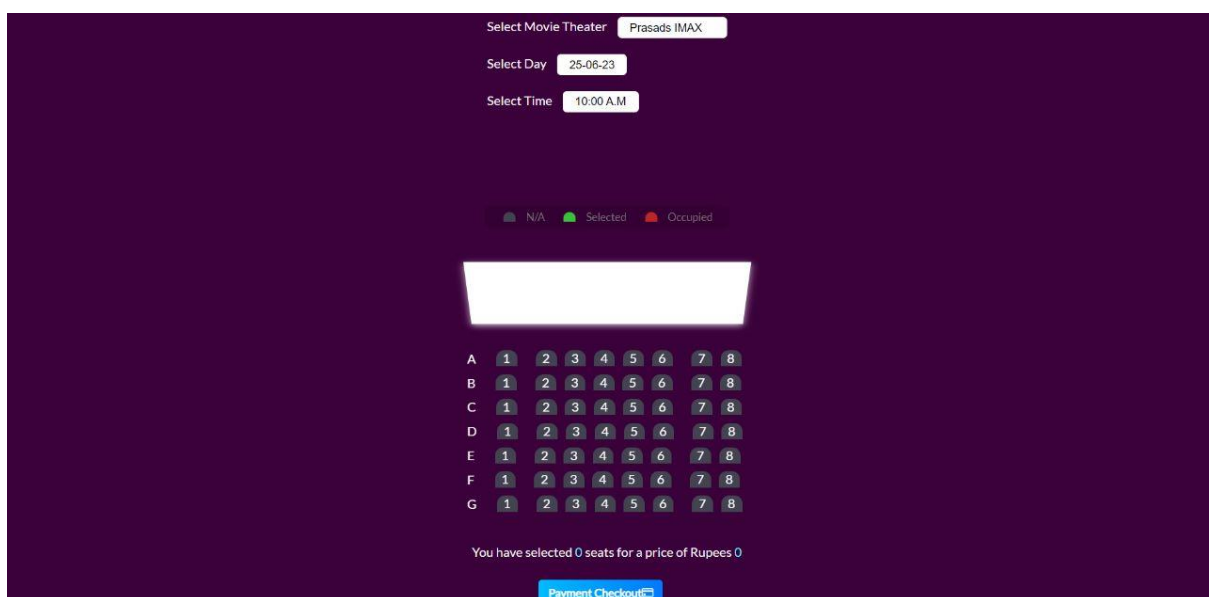 Select Movie Theater Prasads IMAX
Select Day 25-06-23
Select Time 10:00 A.M
N/A Selected Occupied
A 1 2 3 4 5 6 7 8
B 1 2 3 4 5 6 7 8
C 1 2 3 4 5 6 7 8
D 1 2 3 4 5 6 7 8
E 1 2 3 4 5 6 7 8
F 1 2 3 4 5 6 7 8
G 1 2 3 4 5 6 7 8
You have selected 0 seats for a price of Rupees 0
Payment Checkout